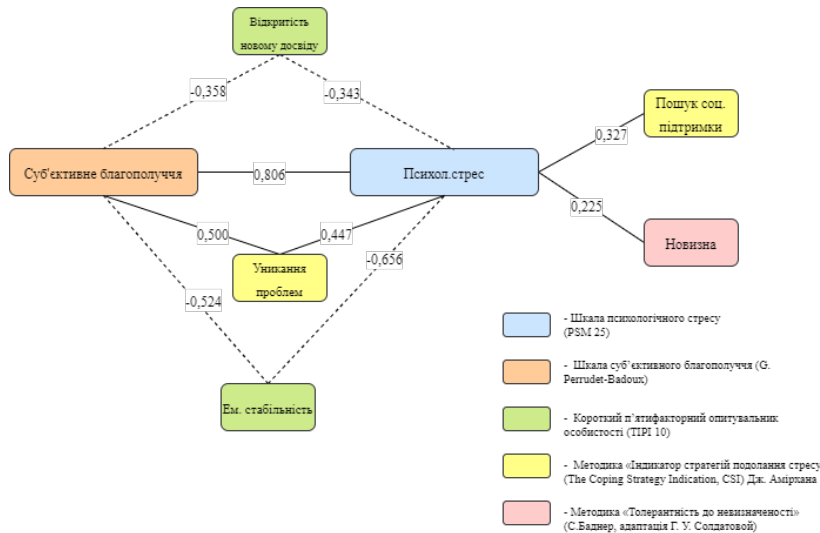 Відкритість
новому досвіду
-0,358
-0,343
Пошук соц.
підтримки
0,327
Суб'єктивне благополуччя
0,806
Психол.стрес
0,225
0,500
0,447
Новизна
Уникання
проблем
-0,656
-0,524
Ем. стабільність
- Шкала психологічного стресу
(PSM 25)
- Шкала суб’єктивного благополуччя (G.
Perrudet-Badoux)
- Короткий п’ятифакторний опитувальник
особистості (TIPI 10)
- Методика «Індикатор стратегій подолання стресу
(The Coping Strategy Indication, CSI) Дж. Амірхана
- Методика «Толерантність до невизначеності»
(С.Баднер, адаптація Г. У. Солдатовой)